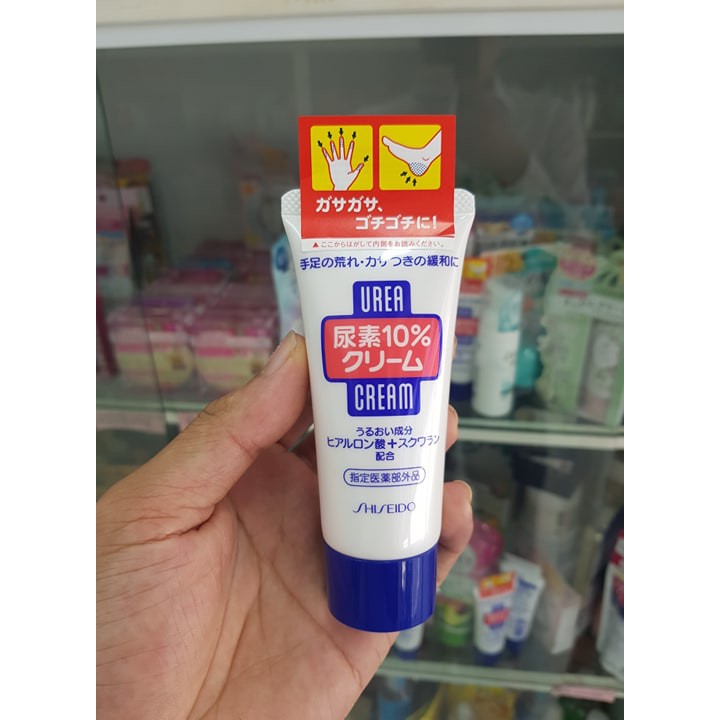 ガサガサ、
ゴチゴチに!
▲ここからはがして内側をお読みください。
手足の荒れ・カサつきの緩和に
UREA
尿素10%
クリーム
CREAM
うるおい成分
ヒアルロン酸+スクワラン
配合
指定医薬部外品
SHISEIDO